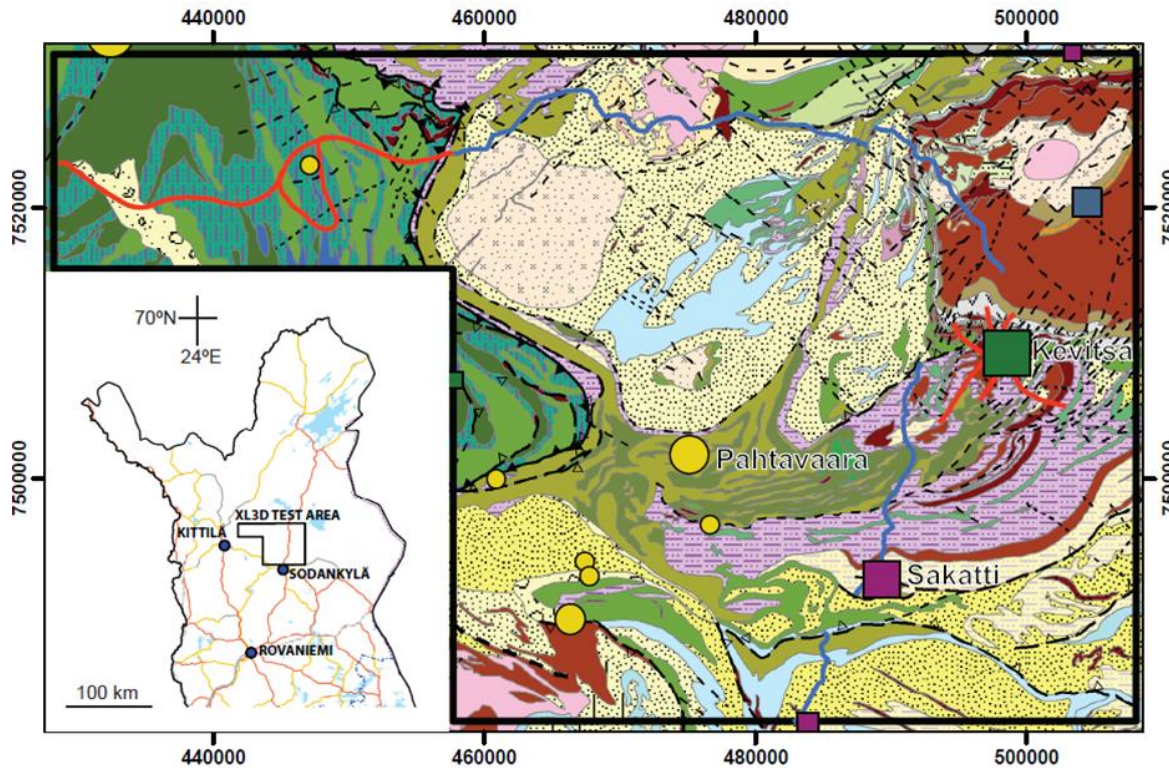 440000 460000 480000 500000
7520000 7520000
Kevitsa
70ºN
24ºE
Pahtavaara
7500000 7500000
XL3D TEST AREA
KITTILÄ
SODANKYLÄ
Sakatti
ROVANIEMI
100 km
440000 460000 480000 500000